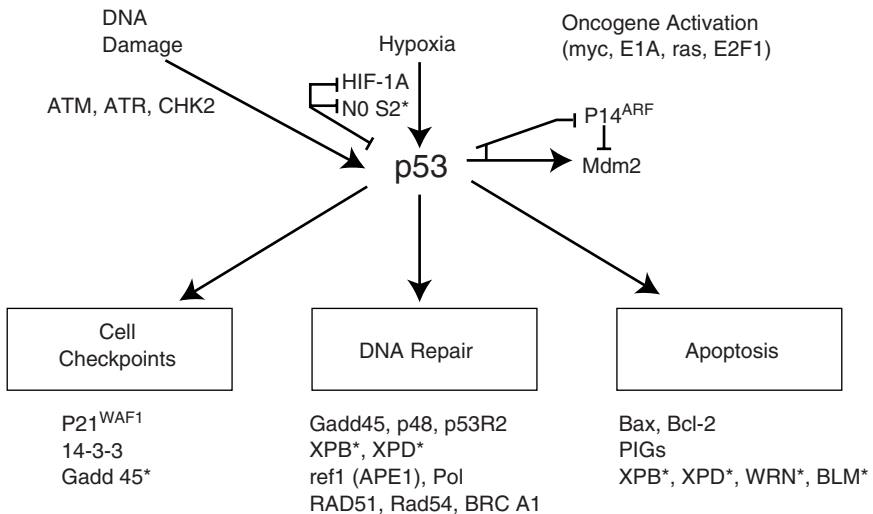 DNA
Damage
Hypoxia
Oncogene Activation
(myc, E1A, ras, E2F1)
ATM, ATR, CHK2
HIF-1A
N0 S2*
P14ARF
Mdm2
p53
Cell
Checkpoints
DNA Repair
Apoptosis
P21WAF1
14-3-3
Gadd 45*
Gadd45, p48, p53R2
XPB*, XPD*
ref1 (APE1), Pol
RAD51, Rad54, BRC A1
Bax, Bcl-2
PIGs
XPB*, XPD*, WRN*, BLM*